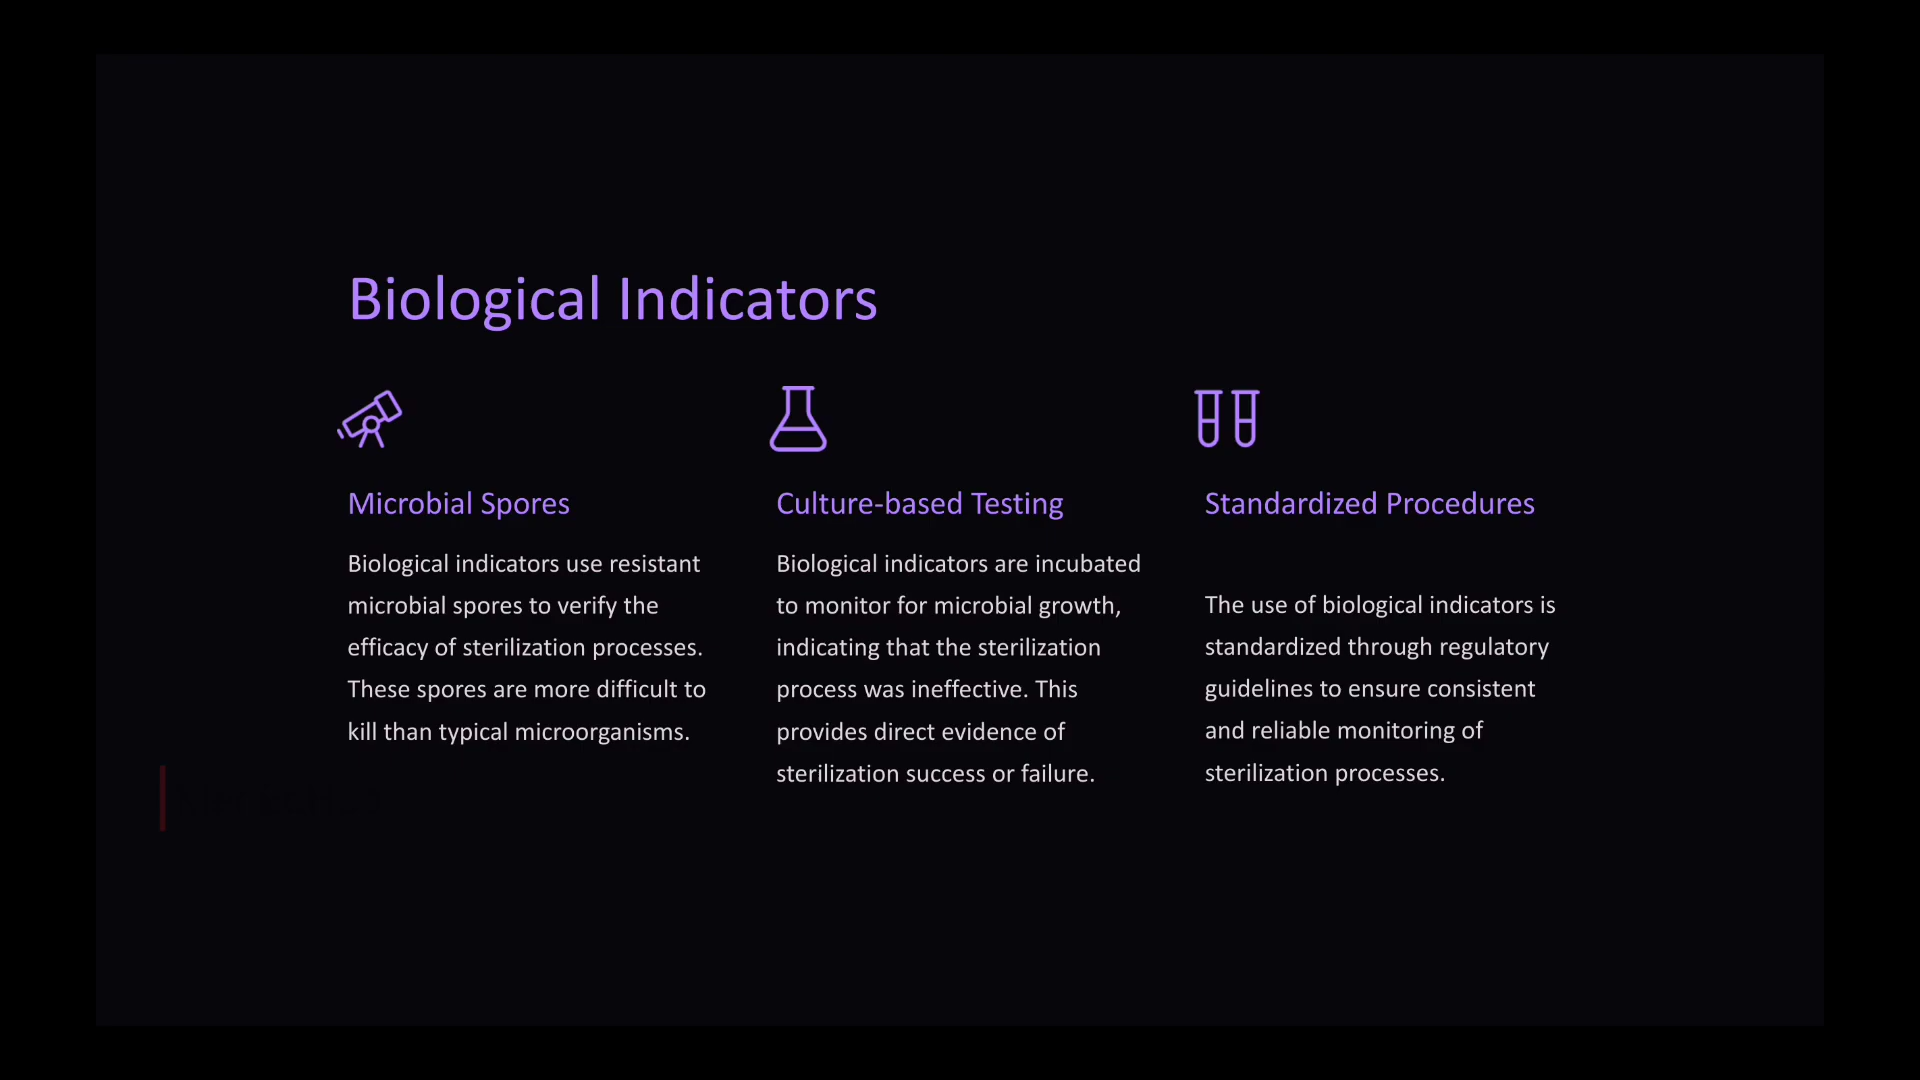 Biological Indicators
Microbial Spores
Biological indicators use resistant
microbial spores to verify the
efficacy of sterilization processes.
These spores are more difficult to
kill than typical microorganisms.
Culture-based Testing
Biological indicators are incubated
to monitor for microbial growth,
indicating that the sterilization
process was ineffective. This
provides direct evidence of
sterilization success or failure.
Standardized Procedures
The use of biological indicators is
standardized through regulatory
guidelines to ensure consistent
and reliable monitoring of
sterilization processes.